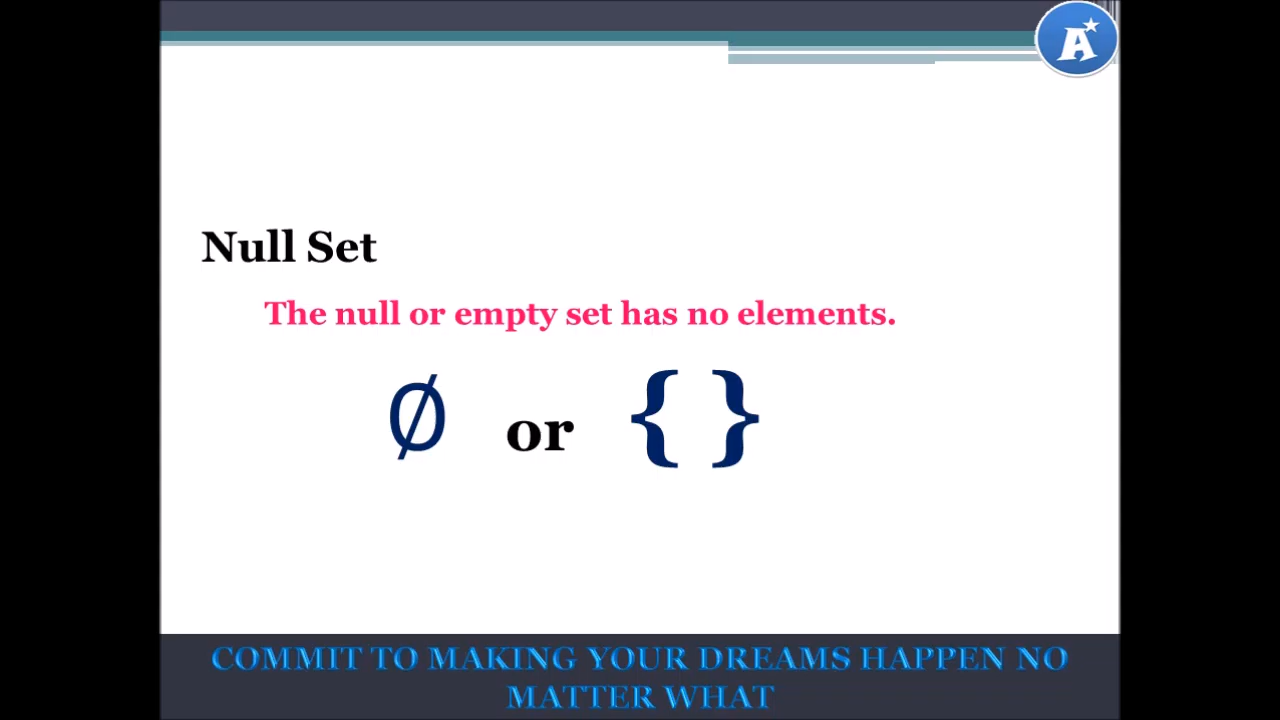 A
Null Set
The null or empty set has no elements.
∅ or { }
COMMIT TO MAKING YOUR DREAMS HAPPEN NO
MATTER WHAT